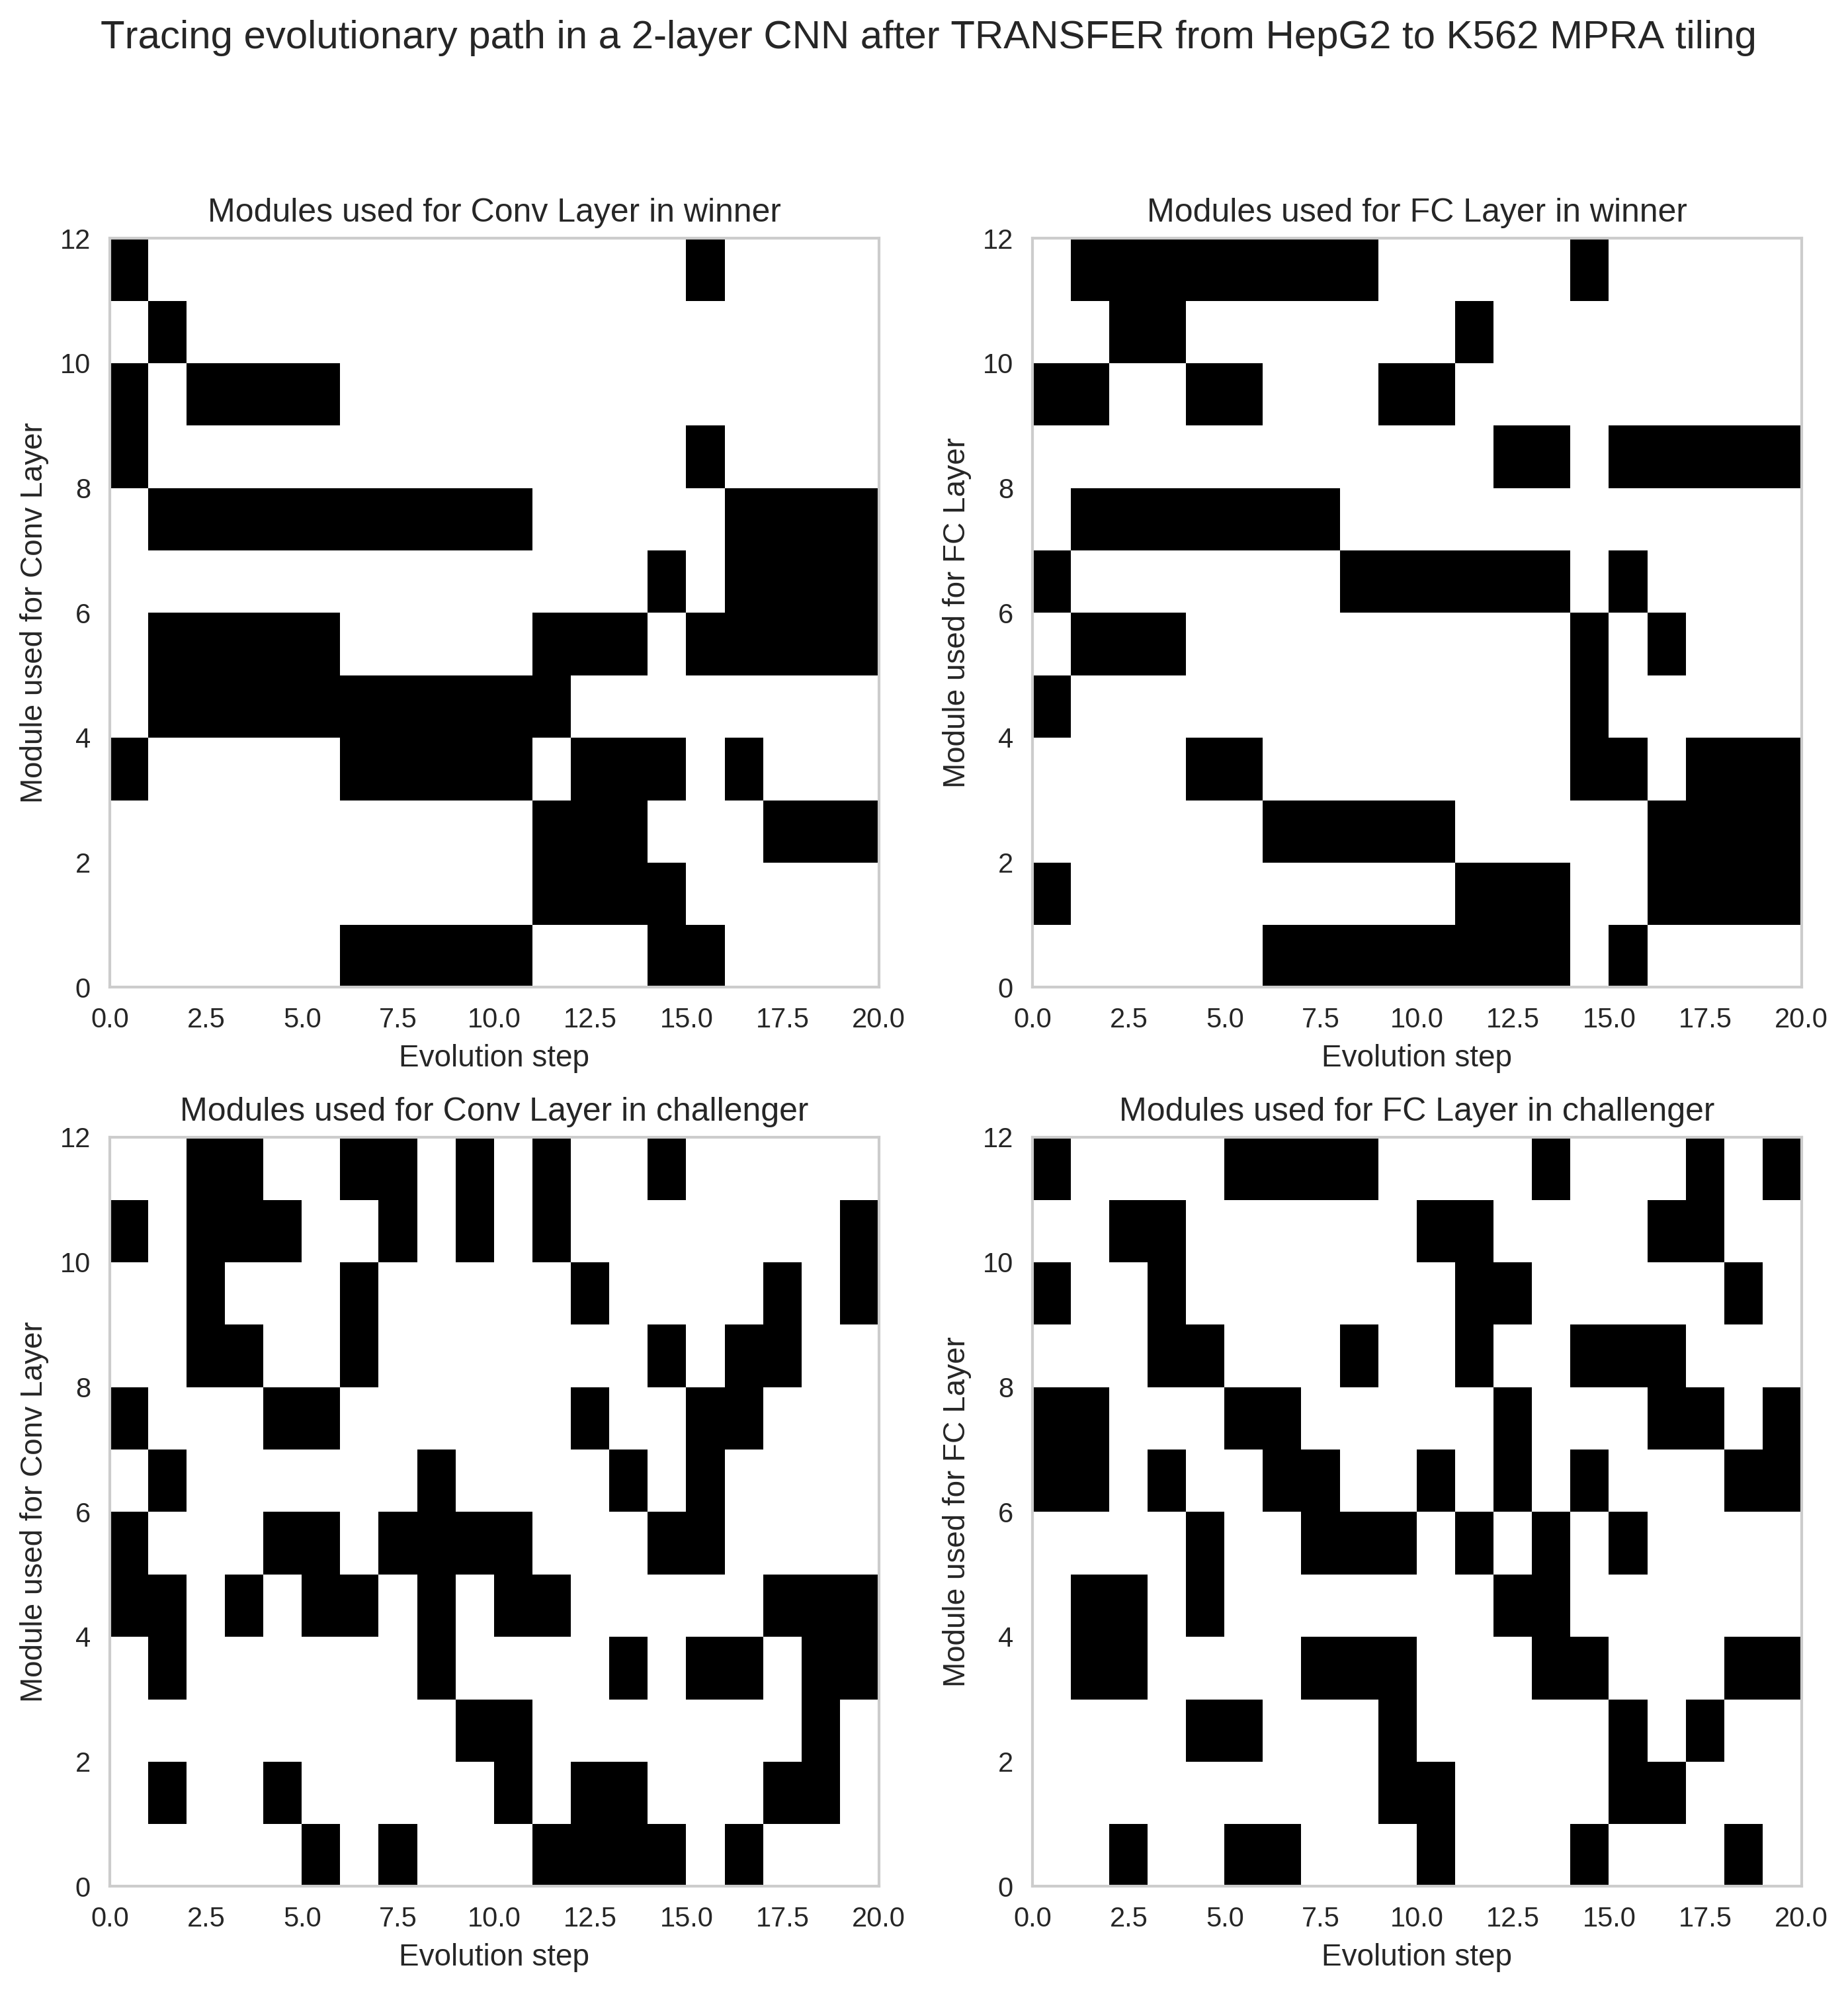 Tracing evolutionary path in a 2-layer CNN after TRANSFER from HepG2 to K562 MPRA tiling
Modules used for Conv Layer in winner
Module used for Conv Layer
12
10
8
6
4
2
0
0.0 2.5 5.0 7.5 10.0 12.5 15.0 17.5 20.0
Evolution step
Modules used for FC Layer in winner
Module used for FC Layer
12
10
8
6
4
2
0
0.0 2.5 5.0 7.5 10.0 12.5 15.0 17.5 20.0
Evolution step
Modules used for Conv Layer in challenger
Module used for Conv Layer
12
10
8
6
4
2
0
0.0 2.5 5.0 7.5 10.0 12.5 15.0 17.5 20.0
Evolution step
Modules used for FC Layer in challenger
Module used for FC Layer
12
10
8
6
4
2
0
0.0 2.5 5.0 7.5 10.0 12.5 15.0 17.5 20.0
Evolution step